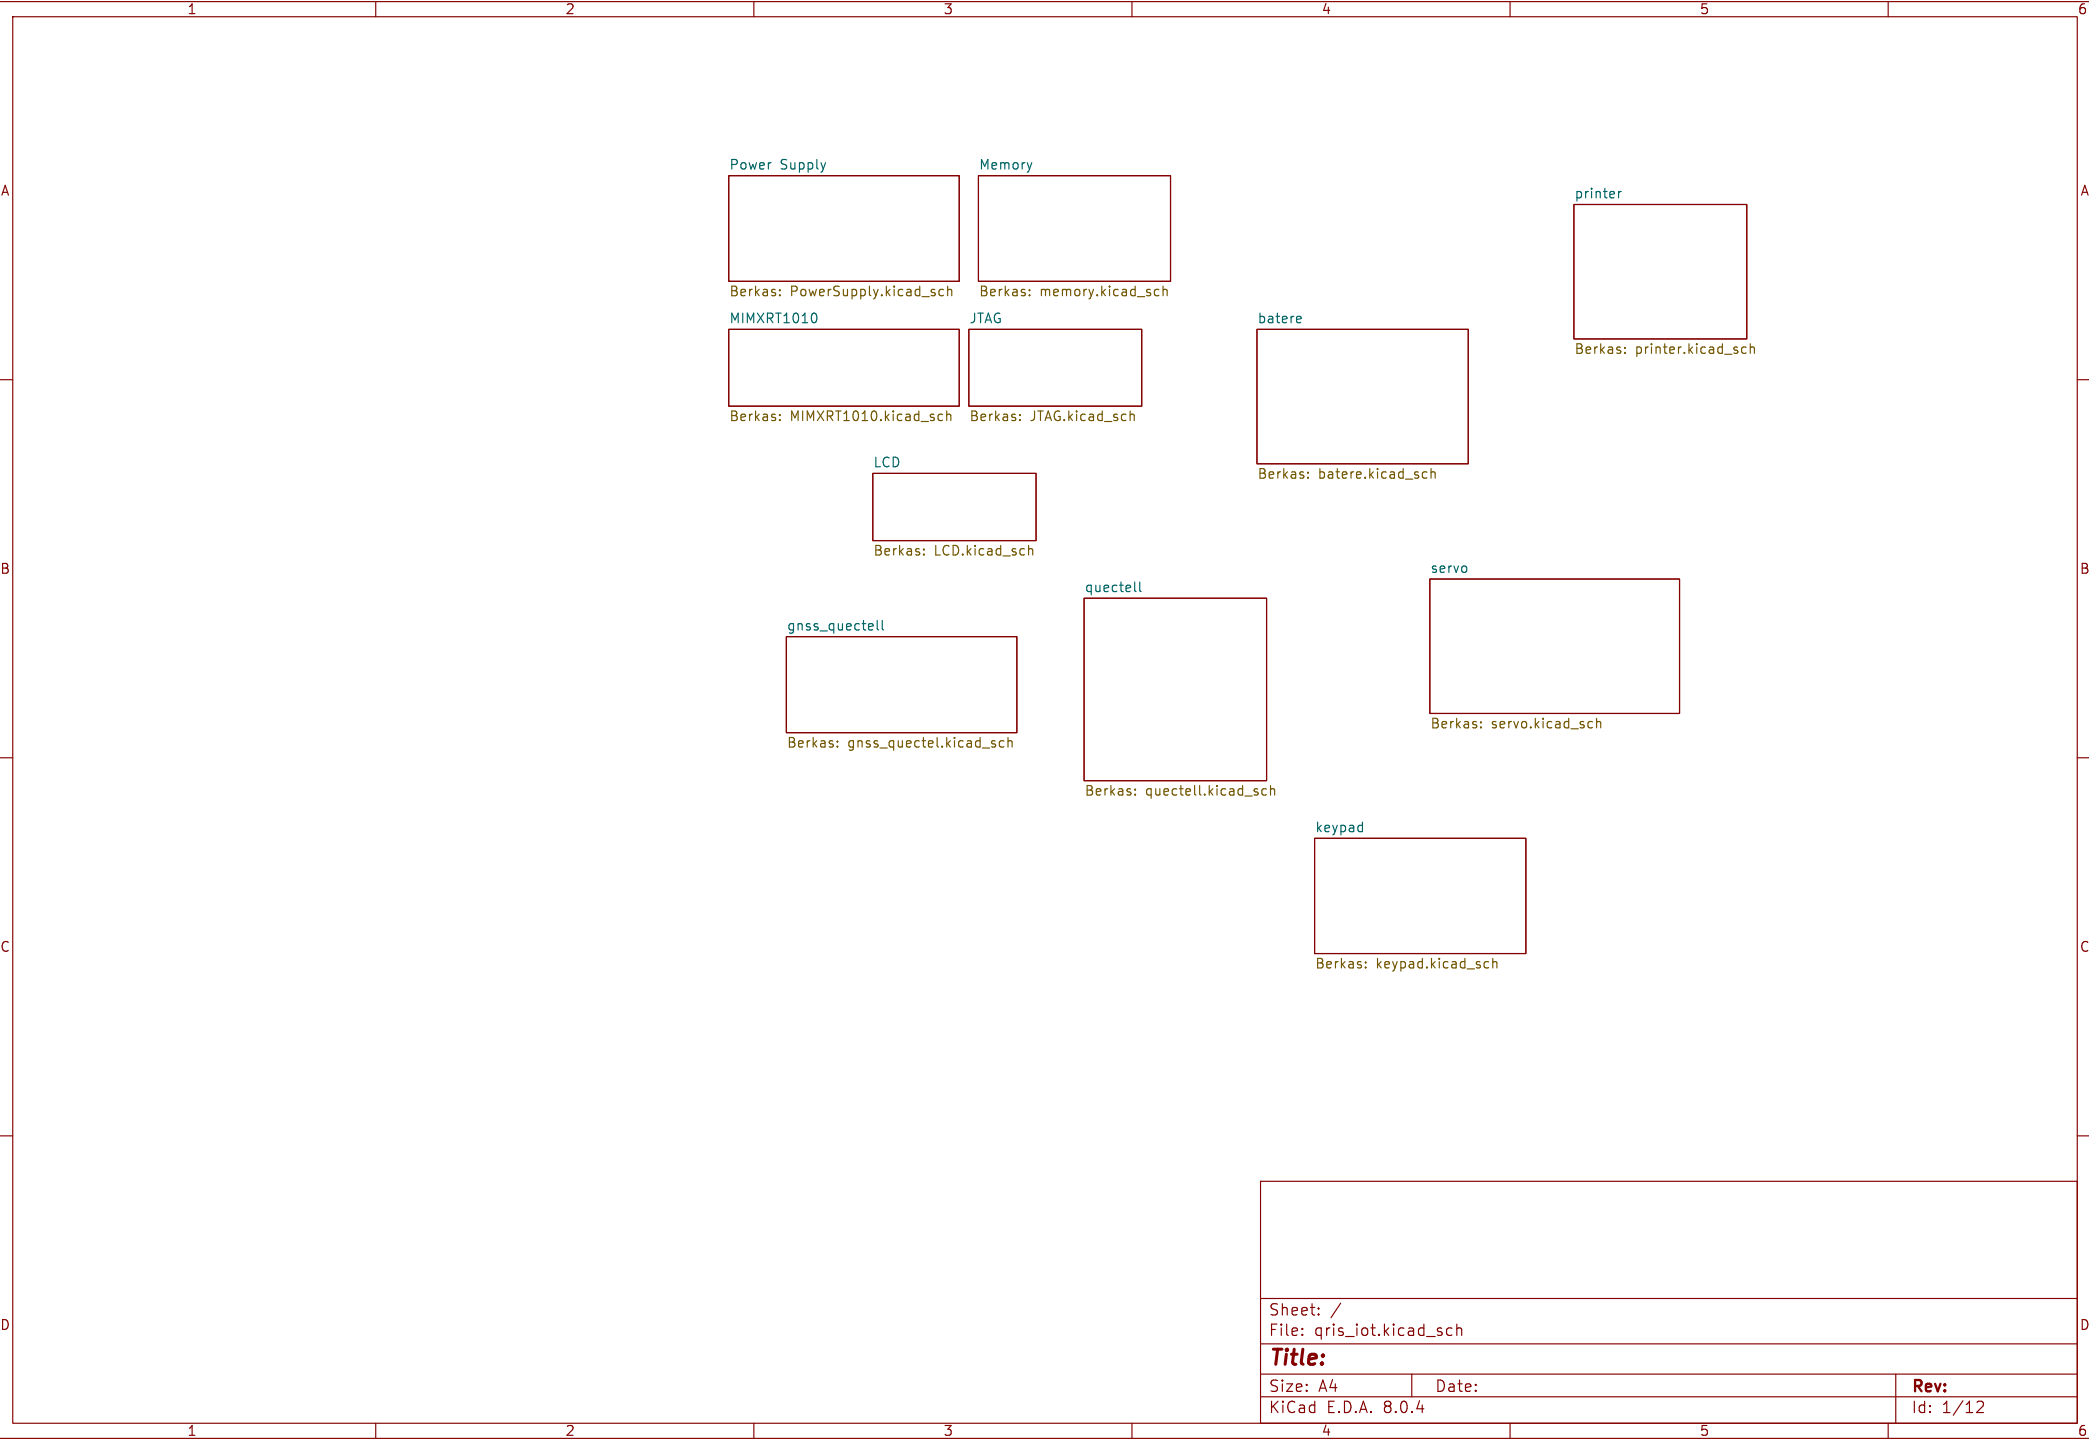 1 2 3 4 5 6
A A
Power Supply
Berkas: PowerSupply.kicad_sch
Memory
Berkas: memory.kicad_sch
printer
Berkas: printer.kicad_sch
MIMXRT1010
Berkas: MIMXRT1010.kicad_sch
JTAG
Berkas: JTAG.kicad_sch
batere
Berkas: batere.kicad_sch
LCD
Berkas: LCD.kicad_sch
B B
servo
Berkas: servo.kicad_sch
quectell
Berkas: quectell.kicad_sch
gnss_quectell
Berkas: gnss_quectel.kicad_sch
keypad
Berkas: keypad.kicad_sch
C C
Sheet: /
File: qris_iot.kicad_sch
D D
Title:
Size: A4 Date: Rev:
KiCad E.D.A. 8.0.4 Id: 1/12
1 2 3 4 5 6